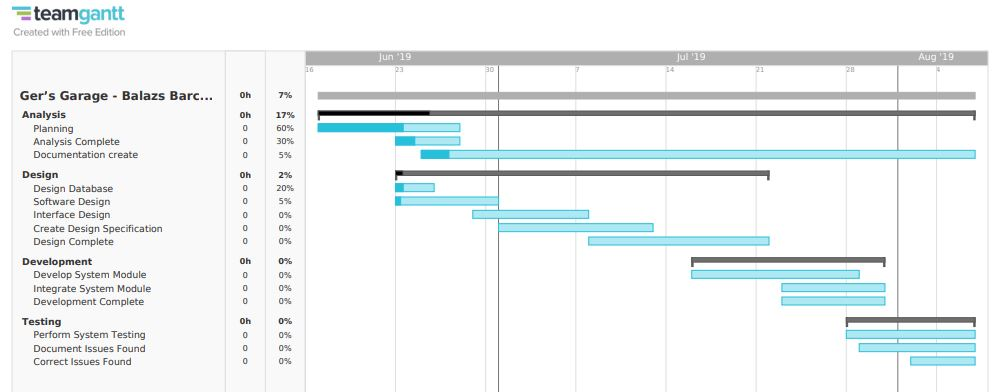 teamgantt
Created with Free Edition
Jun '19 Jul '19 Aug '19
16 23 30 7 14 21 28 4
Ger's Garage - Balazs Barc... 0h 7%
Analysis 0h 17%
Planning 0 60%
Analysis Complete 0 30%
Documentation create 0 5%
Design 0h 2%
Design Database 0 20%
Software Design 0 5%
Interface Design 0 0%
Create Design Specification 0 0%
Design Complete 0 0%
Development 0h 0%
Develop System Module 0 0%
Integrate System Module 0 0%
Development Complete 0 0%
Testing 0h 0%
Perform System Testing 0 0%
Document Issues Found 0 0%
Correct Issues Found 0 0%